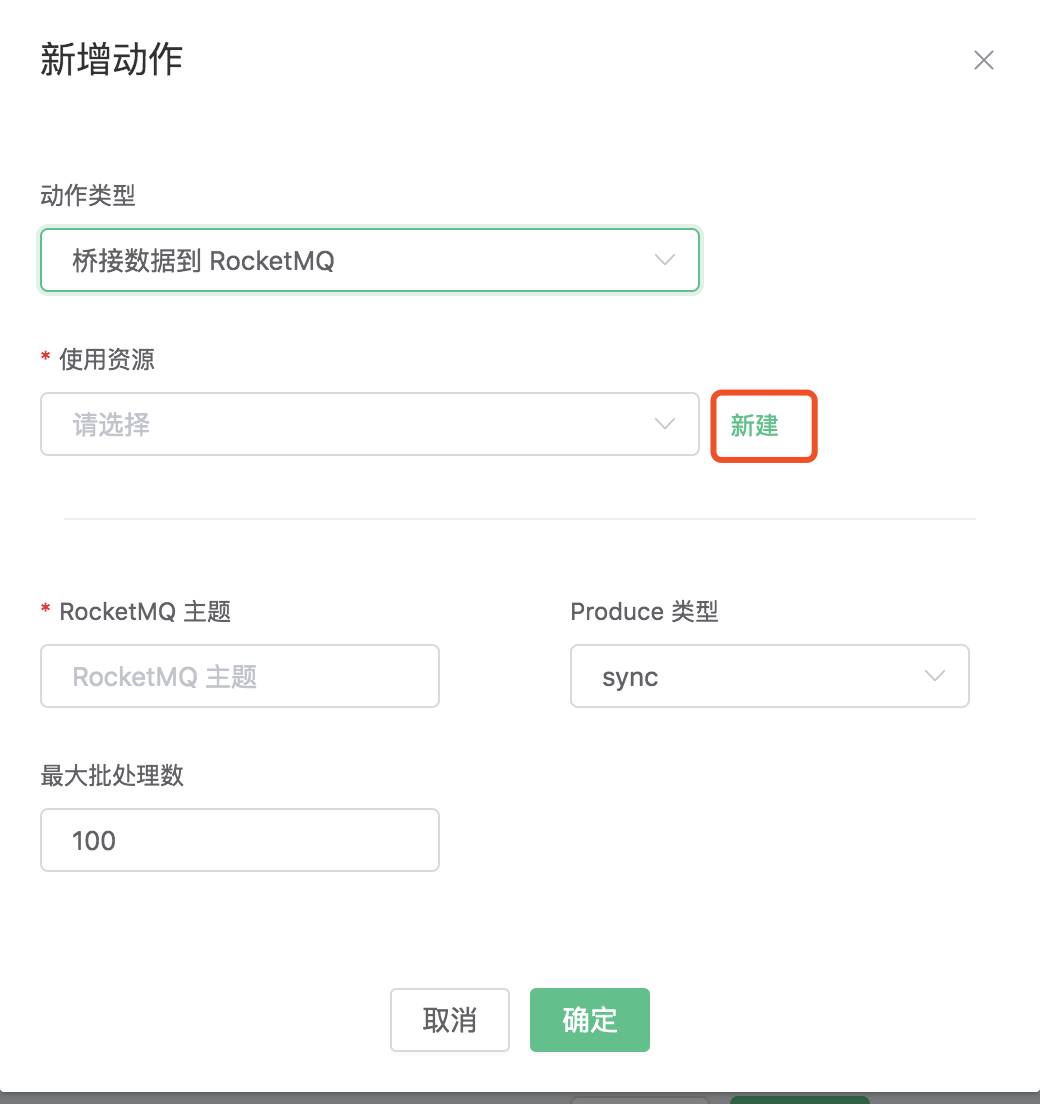 新增动作
动作类型
桥接数据到 RocketMQ
* 使用资源
请选择
新建
* RocketMQ 主题
Produce 类型
RocketMQ 主题
sync
最大批处理数
100
取消
确定